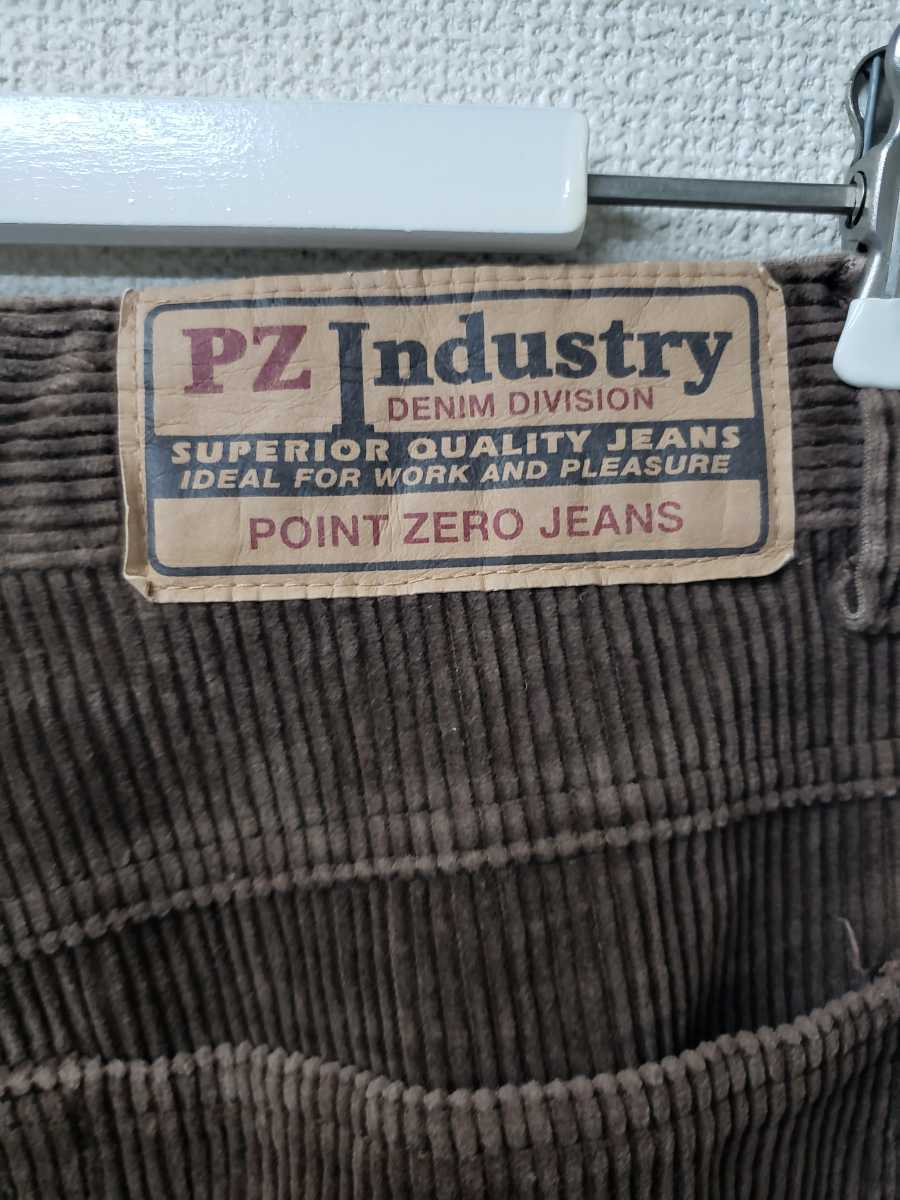 PZ Industry
DENIM DIVISION
SUPERIOR QUALITY JEANS
IDEAL FOR WORK AND PLEASURE
POINT ZERO JEANS